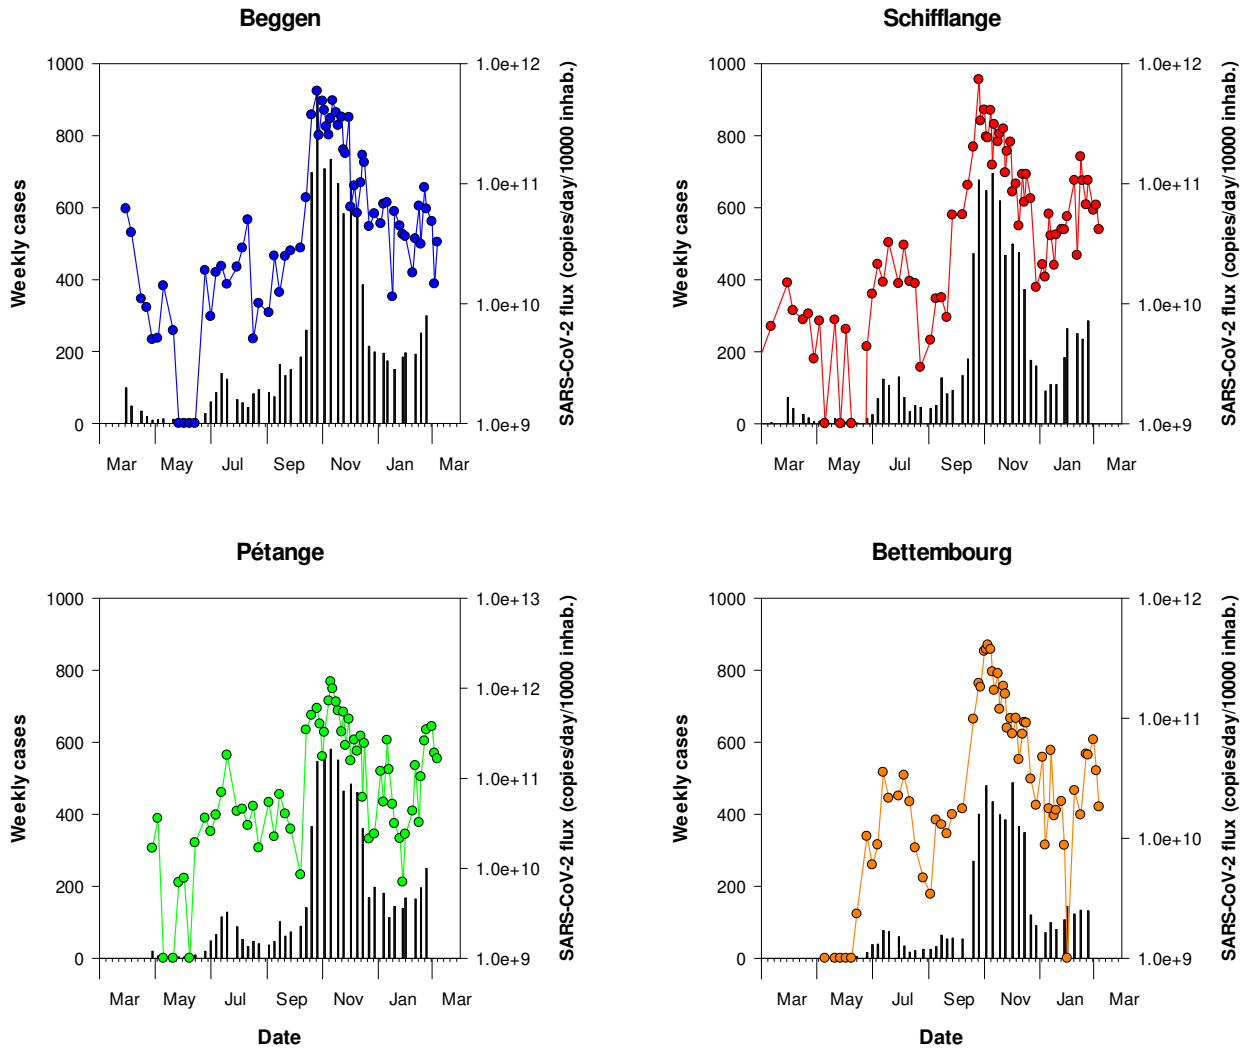 Beggen
Schifflange
1000
800
600
400
200
0
Weekly cases
1.0e+12
1.0e+11
1.0e+10
1.0e+9
SARS-CoV-2 flux (copies/day/10000 inhab.)
Mar May Jul Sep Nov Jan Mar
1000
800
600
400
200
0
Weekly cases
1.0e+12
1.0e+11
1.0e+10
1.0e+9
SARS-CoV-2 flux (copies/day/10000 inhab.)
Mar May Jul Sep Nov Jan Mar
Pétange
Bettembourg
1000
800
600
400
200
0
Weekly cases
1.0e+13
1.0e+12
1.0e+11
1.0e+10
1.0e+9
SARS-CoV-2 flux (copies/day/10000 inhab.)
Mar May Jul Sep Nov Jan Mar
Date
1000
800
600
400
200
0
Weekly cases
1.0e+12
1.0e+11
1.0e+10
1.0e+9
SARS-CoV-2 flux (copies/day/10000 inhab.)
Mar May Jul Sep Nov Jan Mar
Date